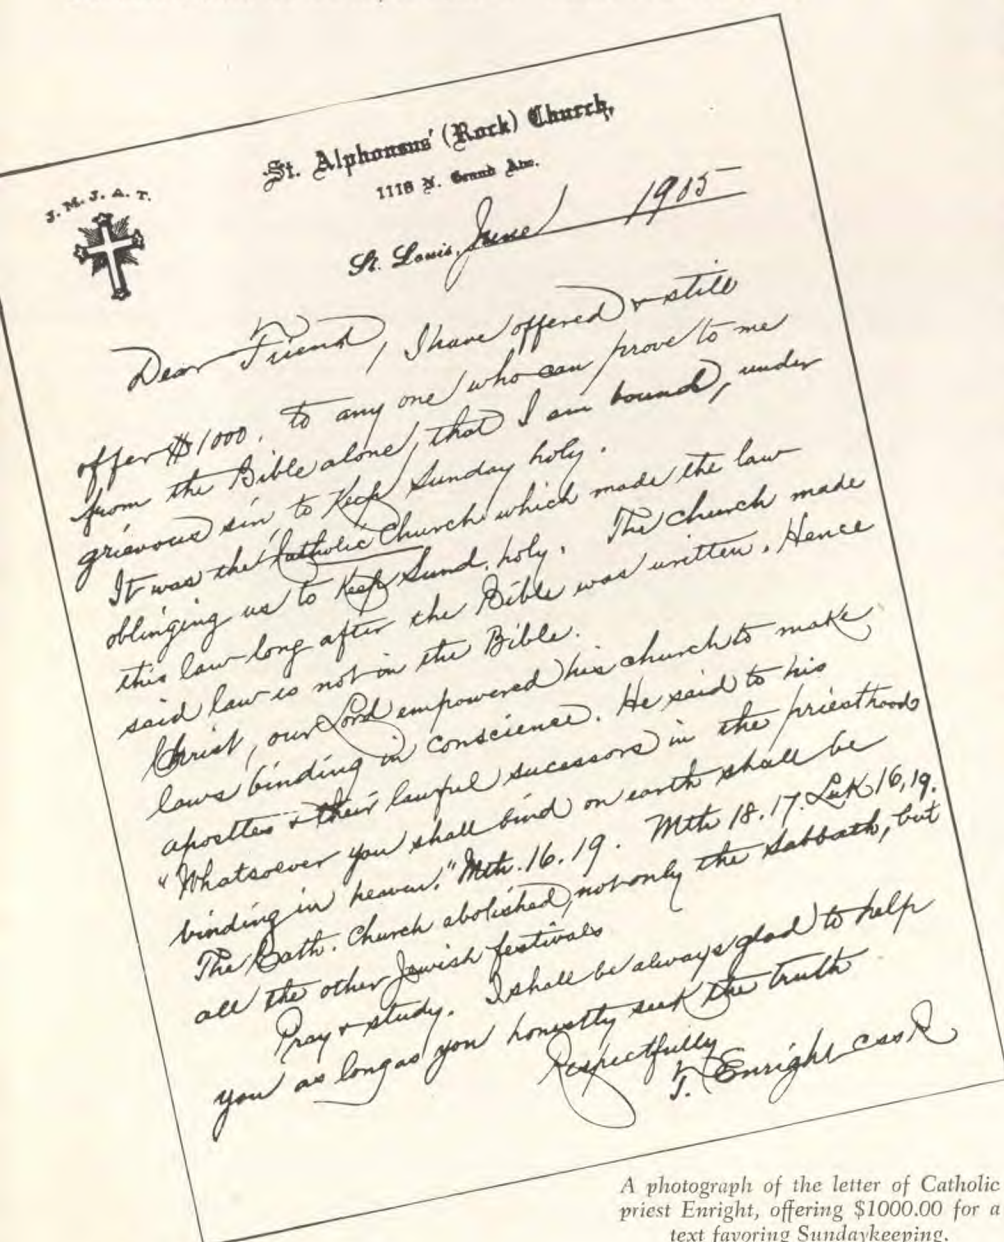 St. Alphonsus' (Rock) Church,
1118 N. Grand Ave.
J. M. J. A. T.
St. Louis, June 1905
Dear Friend, I have offered & still
offer $1000. to any one who can prove to me
from the Bible alone, that I am bound, under
grievous sin to Keep Sunday holy.
It was the Catholic Church which made the law
oblinging us to Keep Sund. holy. The church made
this law long after the Bible was written. Hence
said law is not in the Bible.
Christ, our Lord empowered his church to make
laws binding in conscience. He said to his
apostles & their lawful sucessors in the priesthood
"Whatsoever you shall bind on earth shall be
binding in heaven." Mth. 16. 19. Mth 18. 17. Luk 16, 19.
The Cath. Church abolished, not only the Sabbath, but
all the other Jewish festivals
Pray & study. I shall be always glad to help
you as long as you honestly seek the truth
Respectfully
T. Enright CSSR
A photograph of the letter of Catholic
priest Enright, offering $1000.00 for a
text favoring Sundaykeeping.